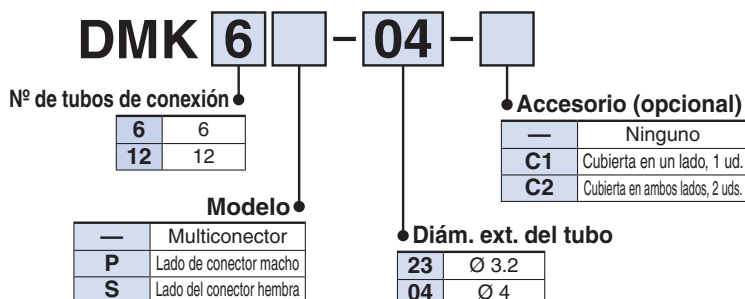 DMK 6 – 04 –
Nº de tubos de conexión
6 6
12 12
Accesorio (opcional)
— Ninguno
C1 Cubierta en un lado, 1 ud.
C2 Cubierta en ambos lados, 2 uds.
Modelo
— Multiconector
P Lado de conector macho
S Lado del conector hembra
Diám. ext. del tubo
23 Ø 3.2
04 Ø 4